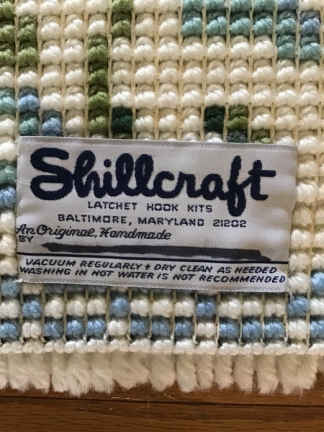 Shillcraft
LATCHET HOOK KITS
BALTIMORE, MARYLAND 21202
An Original, Handmade
BY
VACUUM REGULARLY + DRY CLEAN AS NEEDED
WASHING IN HOT WATER IS NOT RECOMMENDED